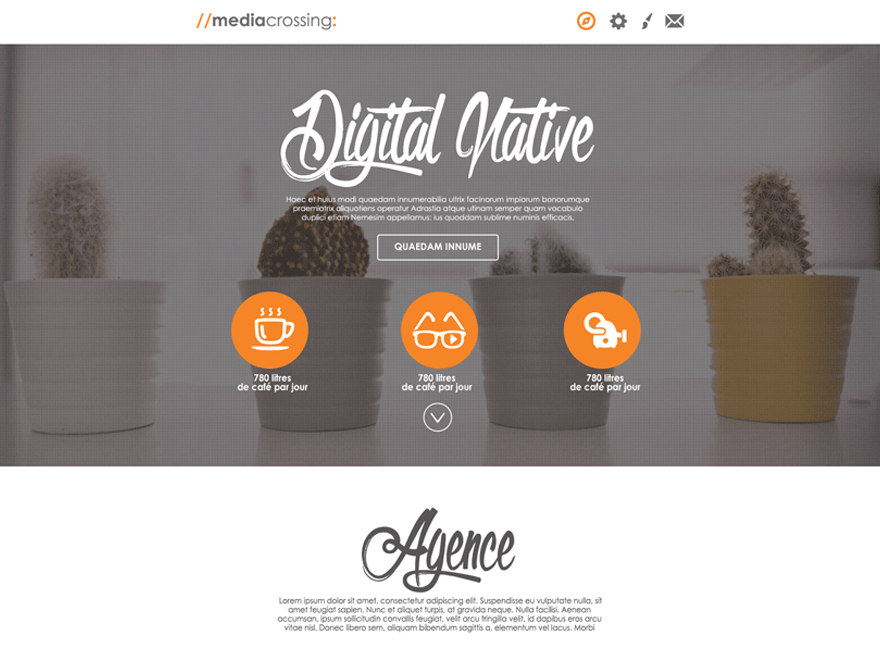 //mediacrossing:
Digital Native
Haec et huius modi quaedam innumerabilia ultrix facinorum impiorum bonorumque
praemiatrix aliquotiens operatur Adrastia atque utinam semper quam vocabulo
duplici etiam Nemesim appellamus: ius quoddam sublime numinis efficacis,
QUAEDAM INNUME
780 litres
de café par jour
780 litres
de café par jour
780 litres
de café par jour
Agence
Lorem ipsum dolor sit amet, consectetur adipiscing elit. Suspendisse eu vulputate nulla, sit
amet feugiat sapien. Nunc et aliquet turpis, at gravida neque. Nulla facilisi. Aenean
accumsan, ipsum sollicitudin convallis feugiat, velit arcu fringilla velit, id dapibus eros arcu
vitae nisl. Donec libero sem, aliquam bibendum sagittis a, elementum vel lacus. Morbi